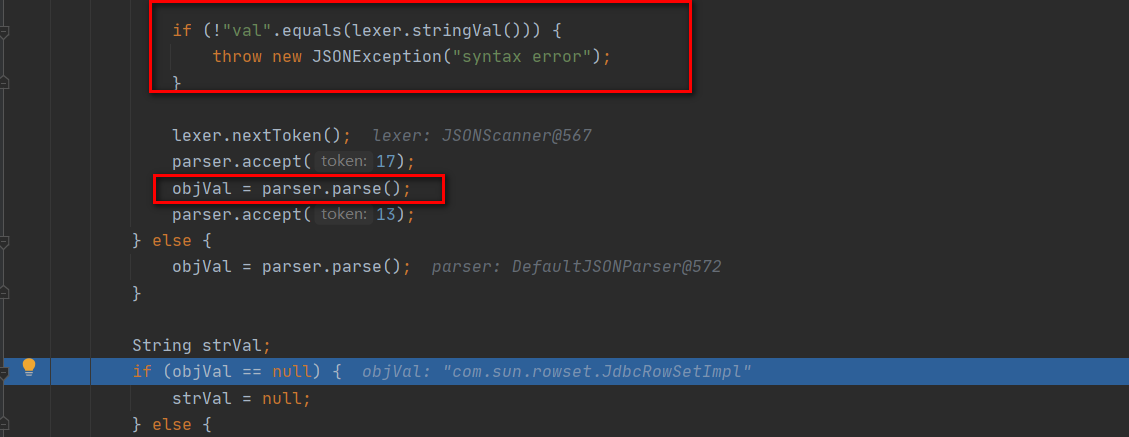 if (!"val".equals(lexer.stringVal())) {
throw new JSONException("syntax error");
}
lexer.nextToken(); lexer: JSONScanner@567
parser.accept( token: 17);
objVal = parser.parse();
parser.accept( token: 13);
} else {
objVal = parser.parse(); parser: DefaultJSONParser@572
}
String strVal;
if (objVal == null) { objVal: "com.sun.rowset.JdbcRowSetImpl"
strVal = null;
} else {